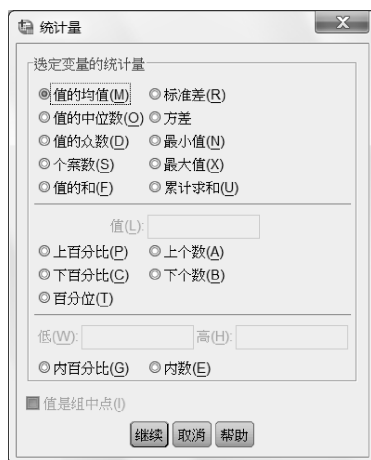 统计量
选定变量的统计量
值的均值(M) 标准差(R)
值的中位数(O) 方差
值的众数(D) 最小值(N)
个案数(S) 最大值(X)
值的和(F) 累计求和(U)
值(L):
上百分比(P) 上个数(A)
下百分比(C) 下个数(B)
百分位(T)
低(W): 高(H):
内百分比(G) 内数(E)
值是组中点(I)
继续 取消 帮助